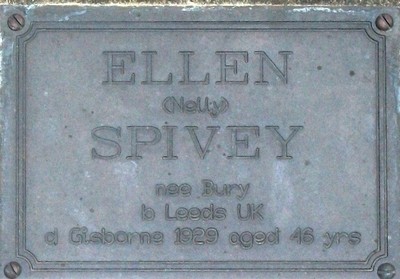 ELLEN
(Nelly)
SPIVEY
nee Bury
b Leeds UK
d Gisborne 1929 aged 46 yrs